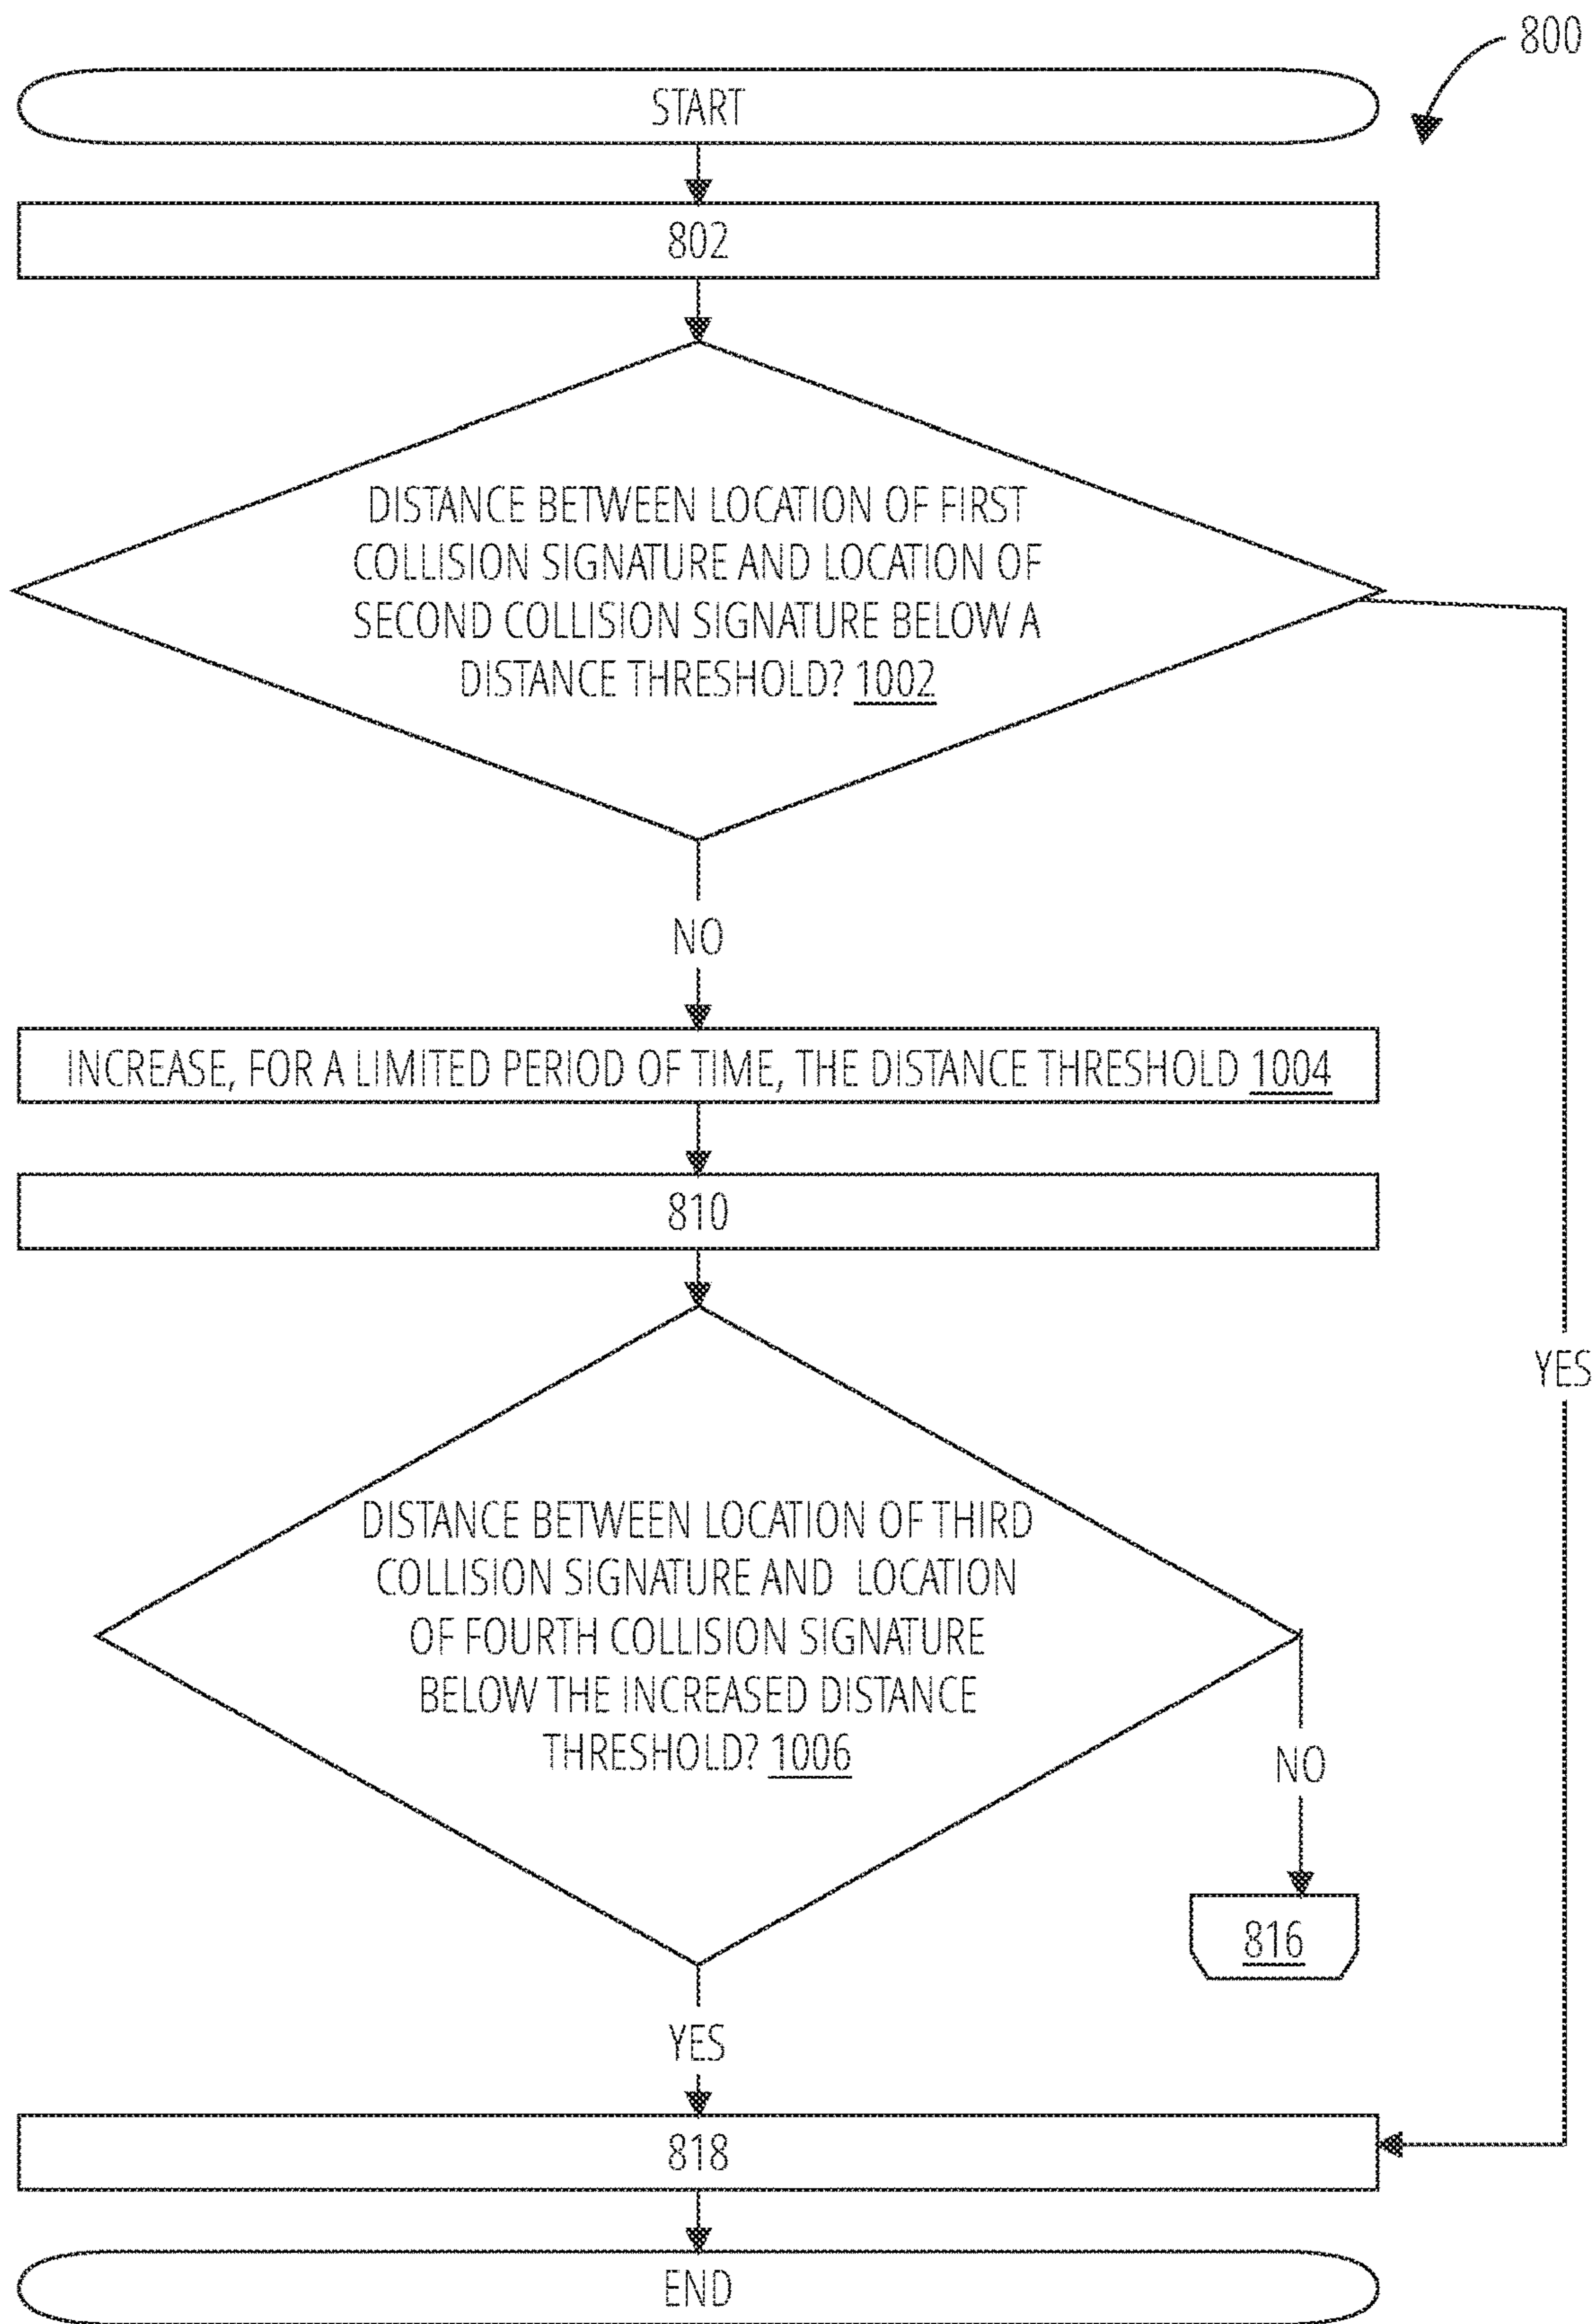 800
START
802
DISTANCE BETWEEN LOCATION OF FIRST
COLLISION SIGNATURE AND LOCATION OF
SECOND COLLISION SIGNATURE BELOW A
DISTANCE THRESHOLD? 1002
NO
INCREASE, FOR A LIMITED PERIOD OF TIME, THE DISTANCE THRESHOLD 1004
810
YES
DISTANCE BETWEEN LOCATION OF THIRD
COLLISION SIGNATURE AND LOCATION
OF FOURTH COLLISION SIGNATURE
BELOW THE INCREASED DISTANCE
THRESHOLD? 1006
NO
816
YES
818
END